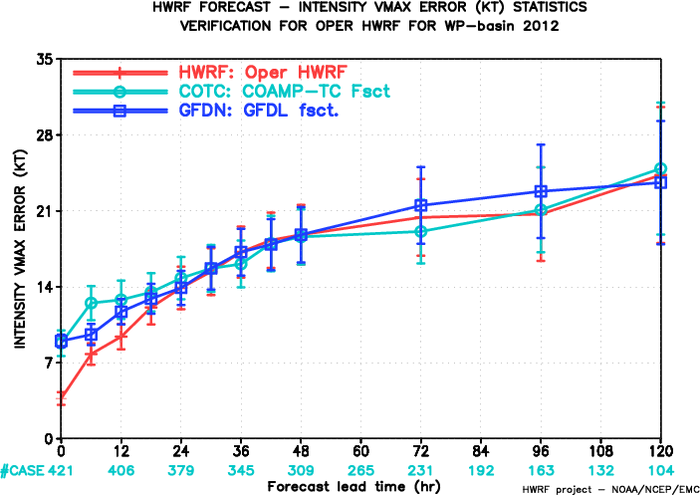 HWRF FORECAST – INTENSITY VMAX ERROR (KT) STATISTICS
VERIFICATION FOR OPER HWRF FOR WP–basin 2012
INTENSITY VMAX ERROR (KT)
35
28
21
14
7
0
HWRF: Oper HWRF
COTC: COAMP–TC Fsct
GFDN: GFDL fsct.
0 12 24 36 48 60 72 84 96 108 120
#CASE 421 406 379 345 309 265 231 192 163 132 104
Forecast lead time (hr)
HWRF project – NOAA/NCEP/EMC